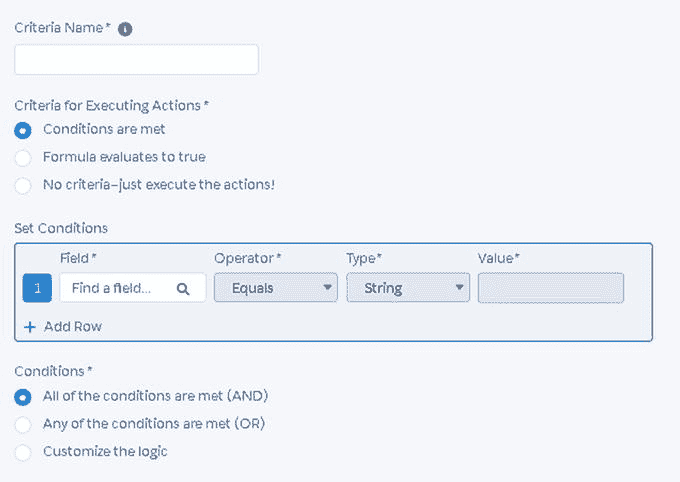 Criteria Name*
Criteria for Executing Actions*
Conditions are met
Formula evaluates to true
No criteria–just execute the actions!
Set Conditions
Field* Operator* Type* Value*
1 Find a field... Equals String
+ Add Row
Conditions*
All of the conditions are met (AND)
Any of the conditions are met (OR)
Customize the logic